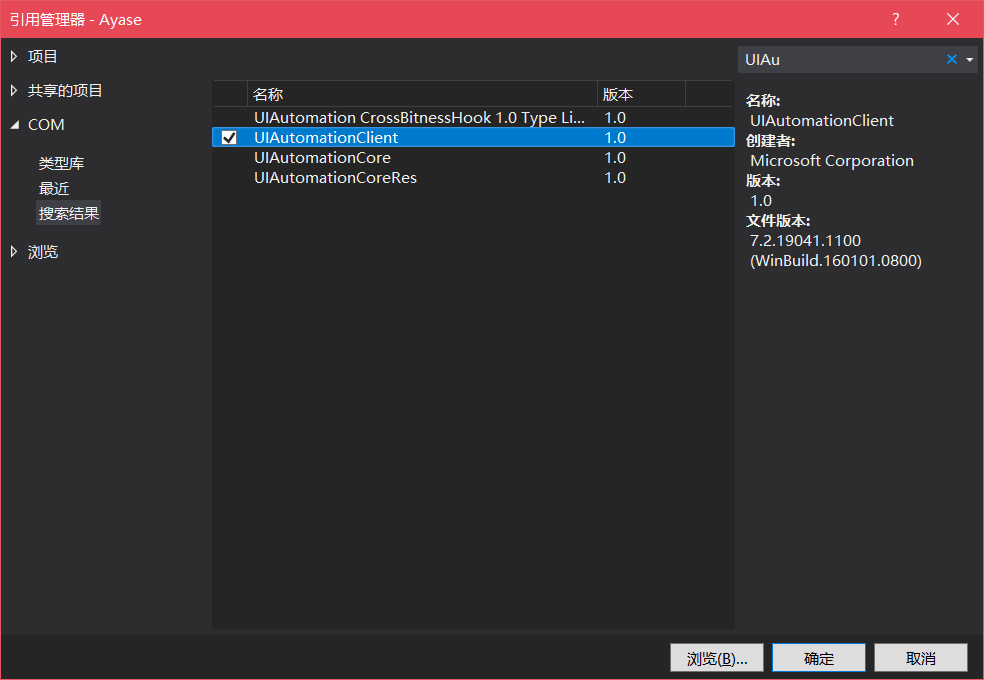 引用管理器 - Ayase
?
项目
共享的项目
COM
类型库
最近
搜索结果
浏览
名称 版本
UIAutomation CrossBitnessHook 1.0 Type Li... 1.0
UIAutomationClient 1.0
UIAutomationCore 1.0
UIAutomationCoreRes 1.0
UIAu
名称:
UIAutomationClient
创建者:
Microsoft Corporation
版本:
1.0
文件版本:
7.2.19041.1100
(WinBuild.160101.0800)
浏览(B)... 确定 取消